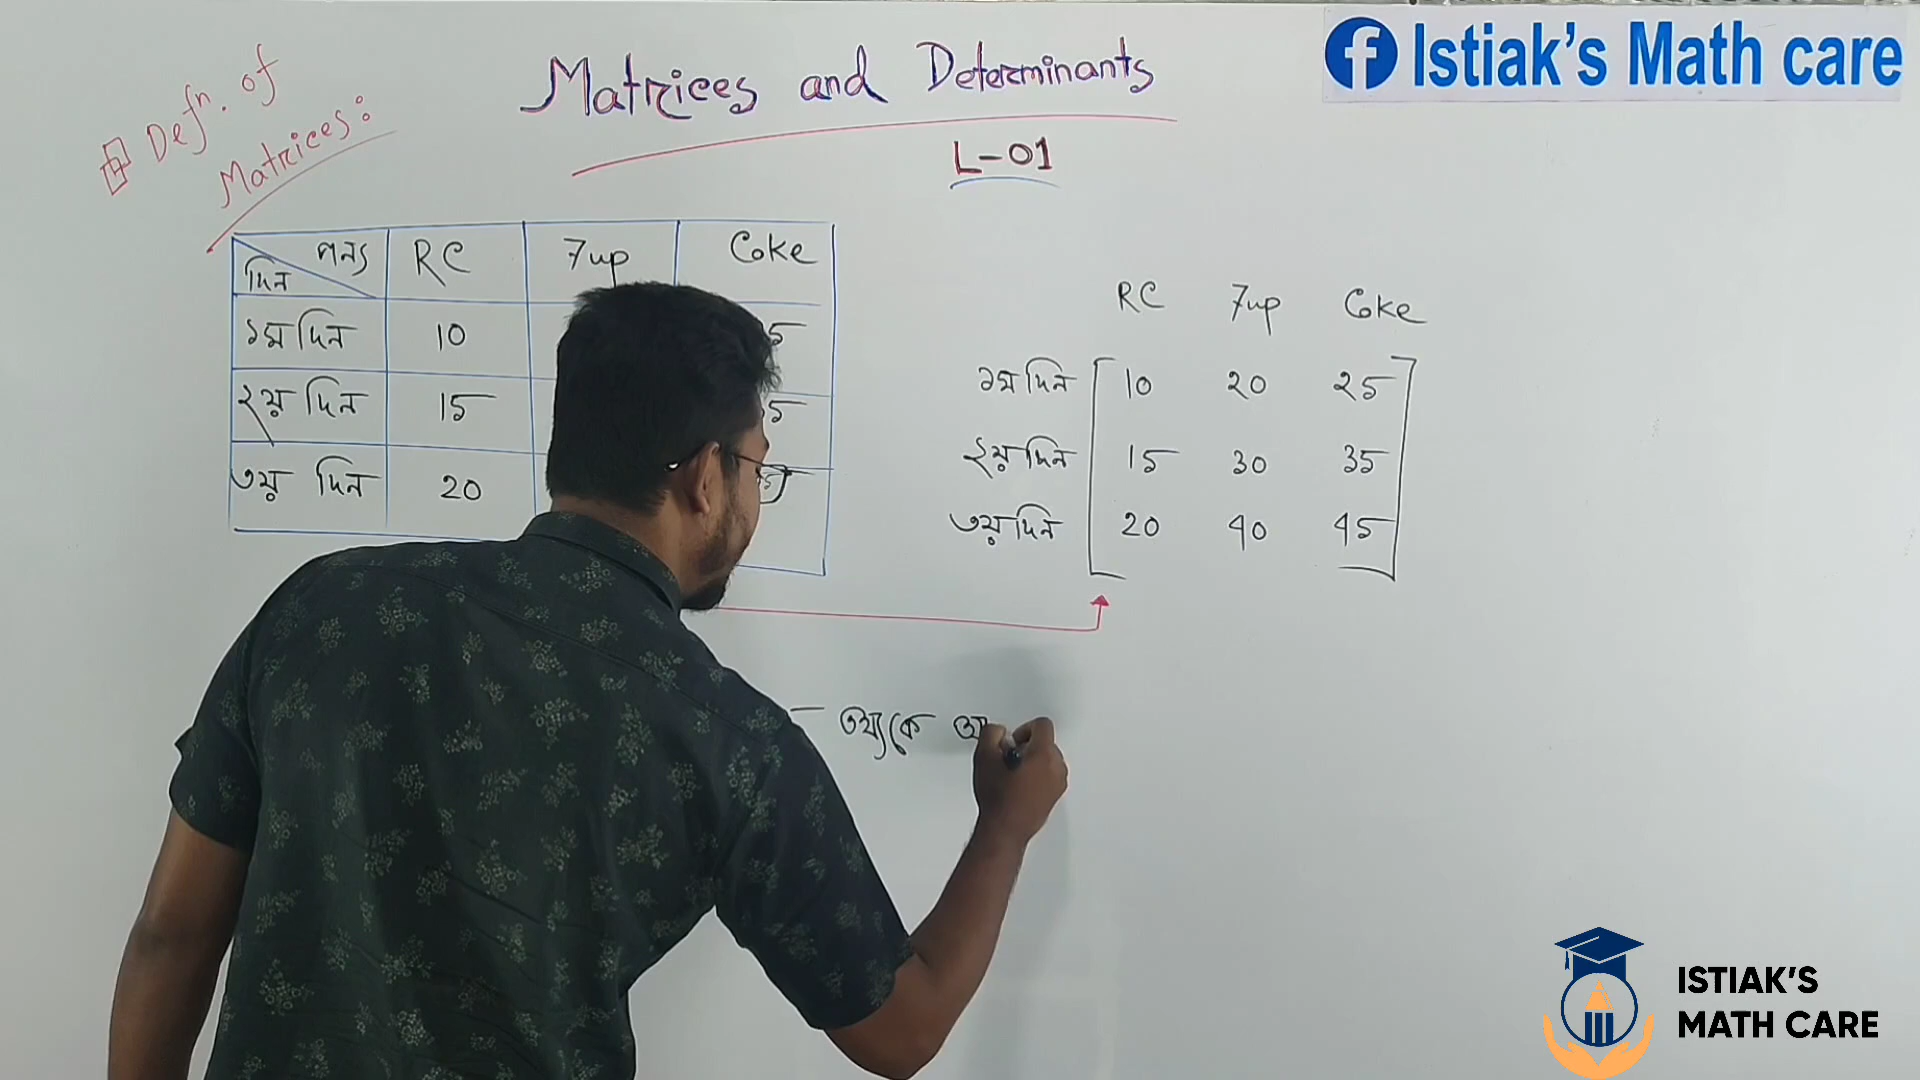 Istiak's Math care
Matrices and Determinants
L-01
Defn. of
Matrices:
পন্য
দিন
RC 7up Coke
১ম দিন 10
২য় দিন 15
৩য় দিন 20
RC 7up Coke
১ম দিন 10 20 25
২য় দিন 15 30 35
৩য় দিন 20 40 45
তথ্যকে
ISTIAK'S
MATH CARE